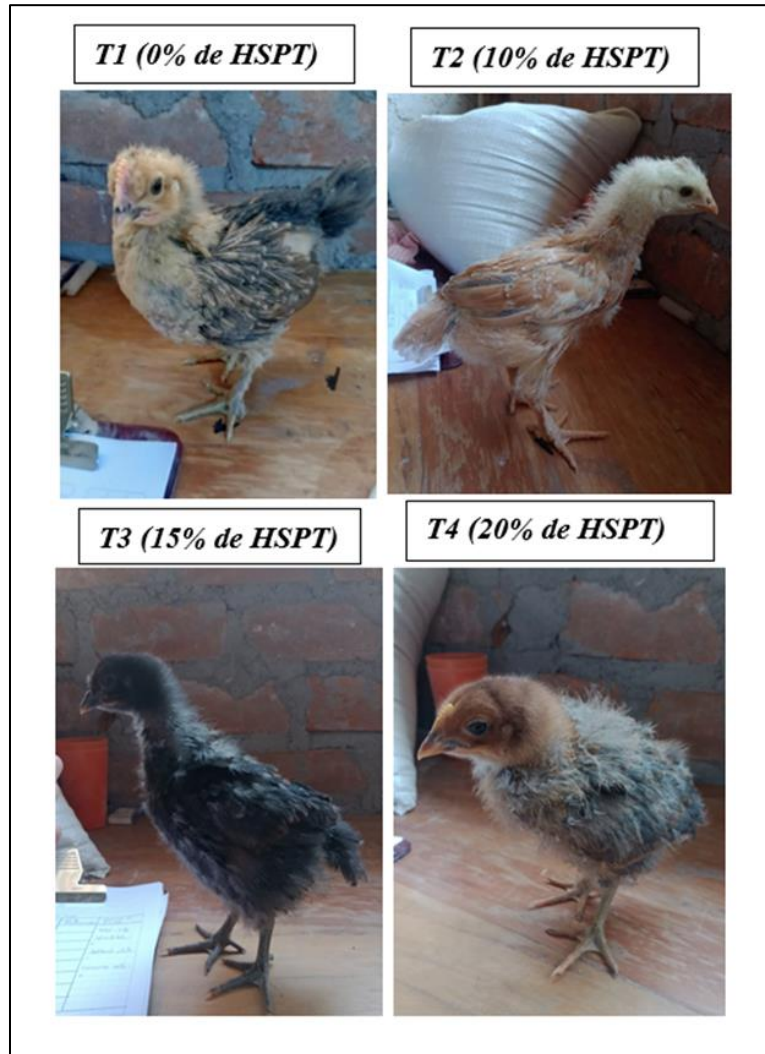 T1 (0% de HSPT)
T2 (10% de HSPT)
T3 (15% de HSPT)
T4 (20% de HSPT)